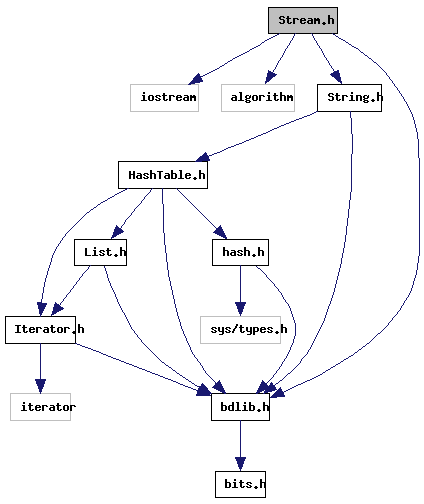 Stream.h
iostream
algorithm
String.h
HashTable.h
List.h
hash.h
Iterator.h
sys/types.h
iterator
bdlib.h
bits.h